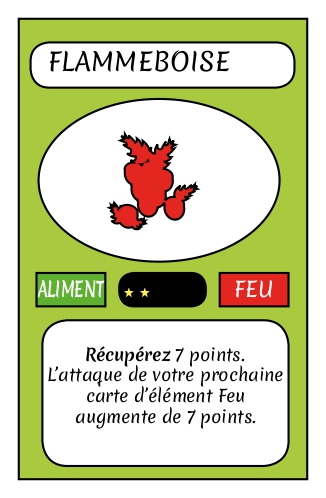 FLAMMEBOISE
ALIMENT
FEU
Récupérez 7 points.
L'attaque de votre prochaine
carte d'élément Feu
augmente de 7 points.